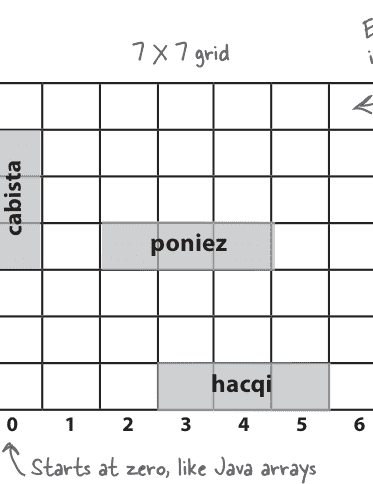 7 X 7 grid
cabista
poniez
hacqi
0 1 2 3 4 5 6
Starts at zero, like Java arrays